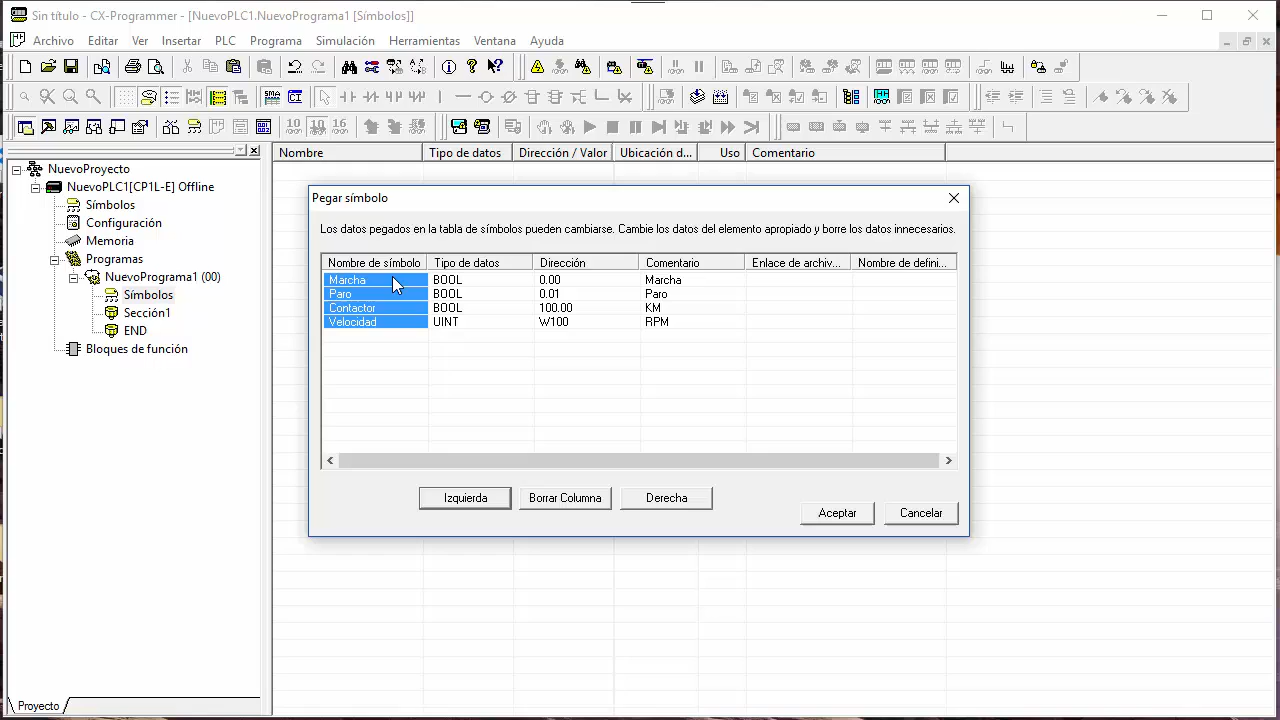 Sin título - CX-Programmer - [NuevoPLC1.NuevoPrograma1 [Símbolos]]
Archivo Editar Ver Insertar PLC Programa Simulación Herramientas Ventana Ayuda
10 10 16
NuevoProyecto
NuevoPLC1[CP1L-E] Offline
Símbolos
Configuración
Memoria
Programas
NuevoPrograma1 (00)
Símbolos
Sección1
END
Bloques de función
Proyecto
Nombre Tipo de datos Dirección / Valor Ubicación d... Uso Comentario
Pegar símbolo
Los datos pegados en la tabla de símbolos pueden cambiarse. Cambie los datos del elemento apropiado y borre los datos innecesarios.
Nombre de símbolo Tipo de datos Dirección Comentario Enlace de archiv... Nombre de defini...
Marcha BOOL 0.00 Marcha
Paro BOOL 0.01 Paro
Contactor BOOL 100.00 KM
Velocidad UINT W100 RPM
Izquierda Borrar Columna Derecha
Aceptar Cancelar